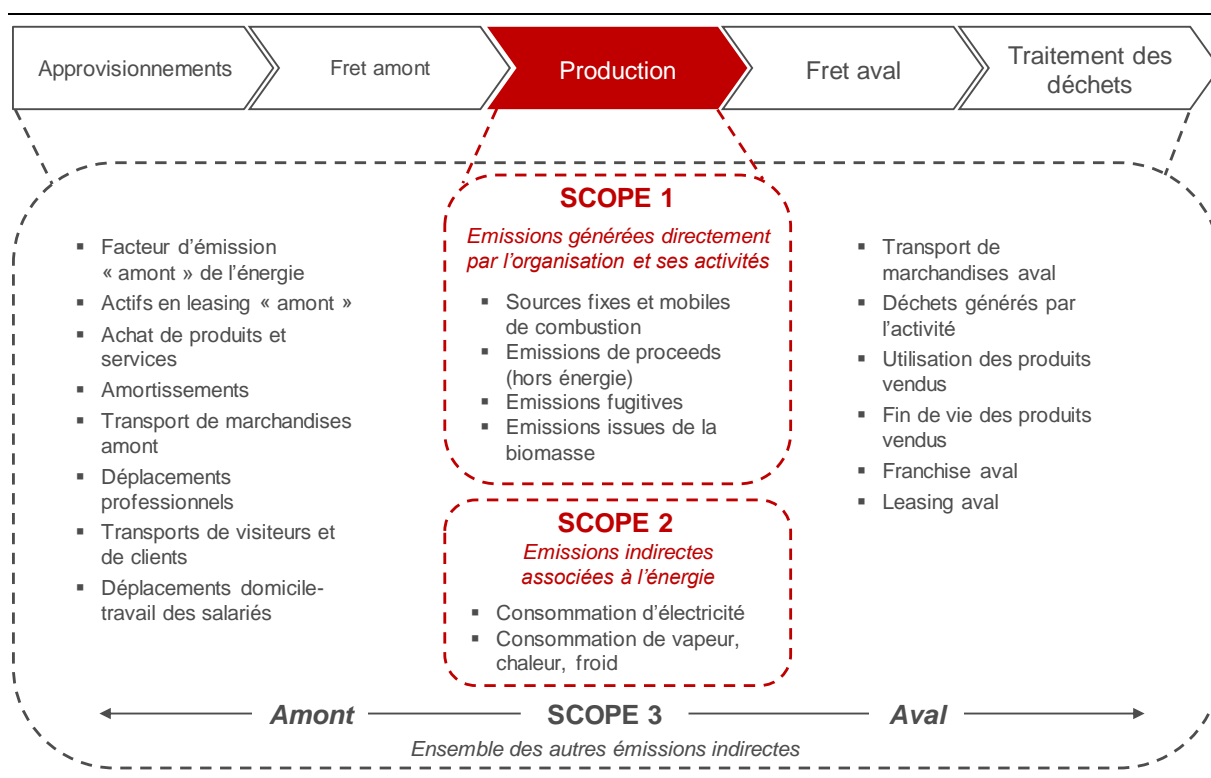 Approvisionnements
Fret amont
Production
Fret aval
Traitement des
déchets
▪ Facteur d'émission
« amont » de l'énergie
▪ Actifs en leasing « amont »
▪ Achat de produits et
services
▪ Amortissements
▪ Transport de marchandises
amont
▪ Déplacements
professionnels
▪ Transports de visiteurs et
de clients
▪ Déplacements domicile-
travail des salariés
SCOPE 1
Emissions générées directement
par l'organisation et ses activités
▪ Sources fixes et mobiles
de combustion
▪ Emissions de proceeds
(hors énergie)
▪ Emissions fugitives
▪ Emissions issues de la
biomasse
SCOPE 2
Emissions indirectes
associées à l'énergie
▪ Consommation d'électricité
▪ Consommation de vapeur,
chaleur, froid
▪ Transport de
marchandises aval
▪ Déchets générés par
l'activité
▪ Utilisation des produits
vendus
▪ Fin de vie des produits
vendus
▪ Franchise aval
▪ Leasing aval
Amont
SCOPE 3
Aval
Ensemble des autres émissions indirectes